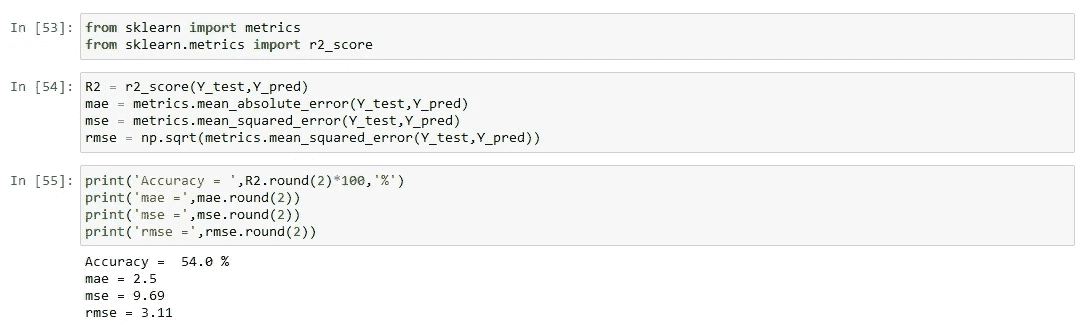 In [53]: from sklearn import metrics
from sklearn.metrics import r2_score
In [54]: R2 = r2_score(Y_test,Y_pred)
mae = metrics.mean_absolute_error(Y_test,Y_pred)
mse = metrics.mean_squared_error(Y_test,Y_pred)
rmse = np.sqrt(metrics.mean_squared_error(Y_test,Y_pred))
In [55]: print('Accuracy = ',R2.round(2)*100,'%')
print('mae =',mae.round(2))
print('mse =',mse.round(2))
print('rmse =',rmse.round(2))
Accuracy =  54.0 %
mae = 2.5
mse = 9.69
rmse = 3.11